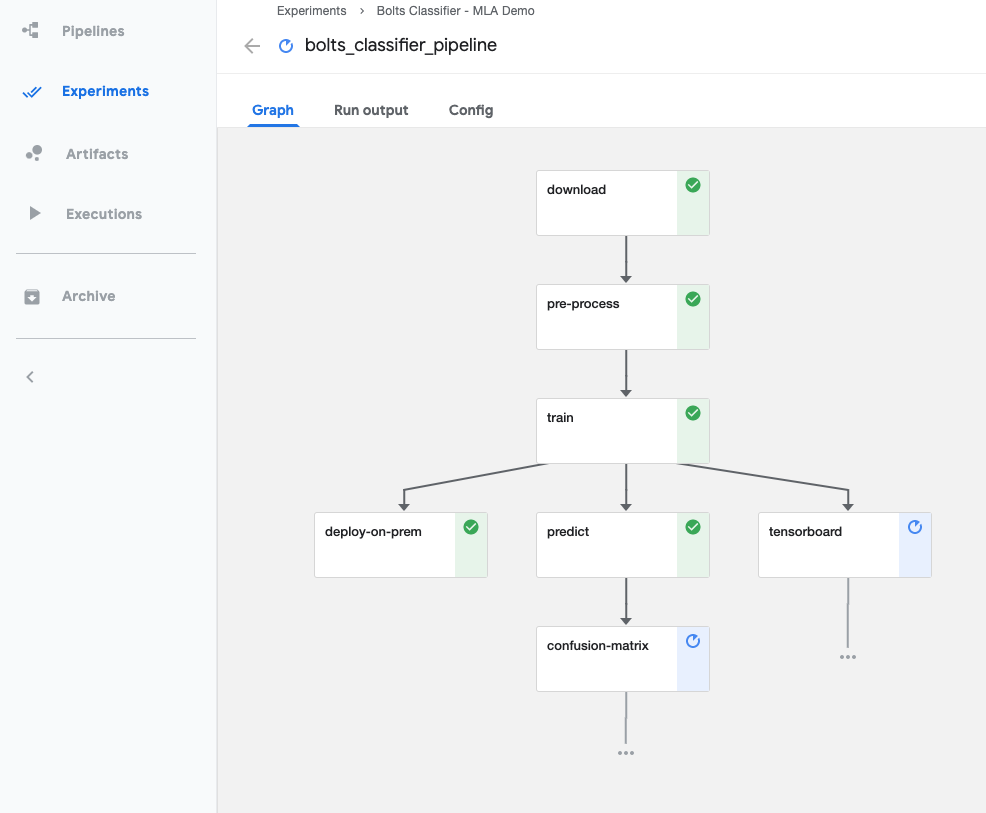 Pipelines
Experiments
Artifacts
Executions
Archive
Experiments > Bolts Classifier - MLA Demo
bolts_classifier_pipeline
Graph Run output Config
download
pre-process
train
deploy-on-prem predict tensorboard
confusion-matrix